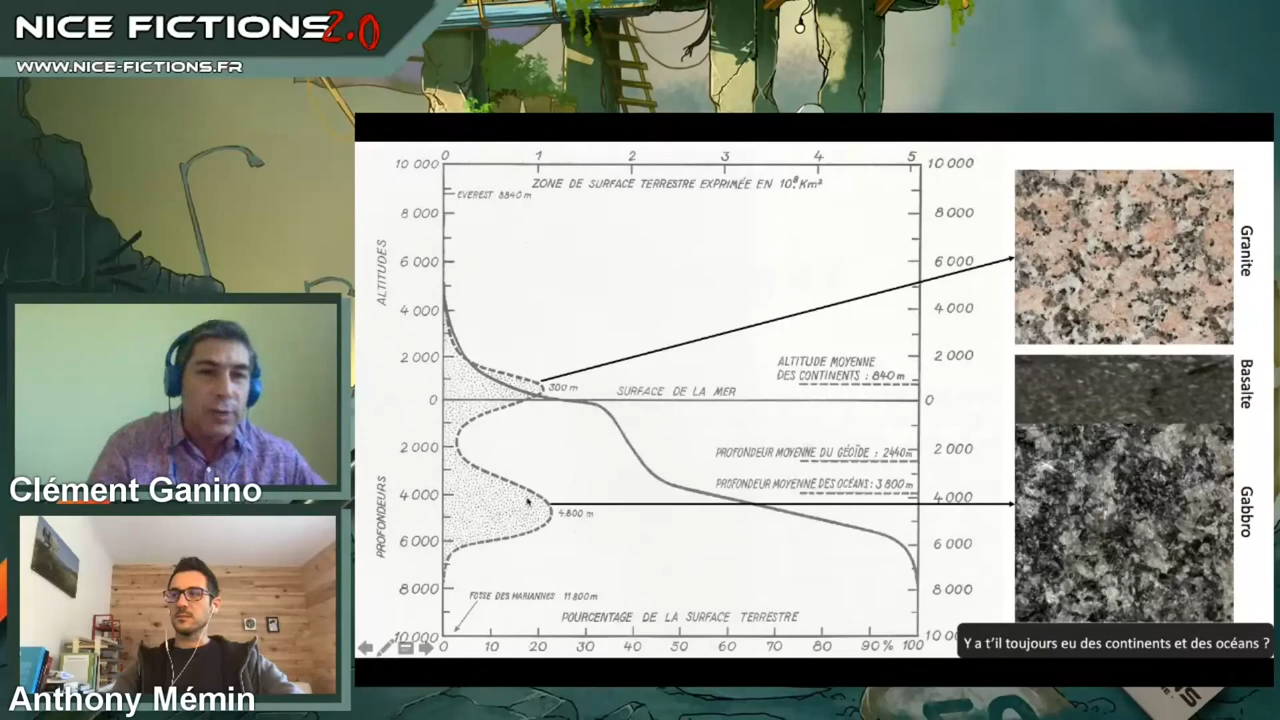 NICE FICTIONS 2.0
WWW.NICE-FICTIONS.FR
Clément Ganino
Anthony Mémin
0 1 2 3 4 5
ZONE DE SURFACE TERRESTRE EXPRIMÉE EN 10⁸ Km²
EVEREST 8840 m
10 000
8 000
6 000
4 000
2 000
0
2 000
4 000
6 000
8 000
10 000
ALTITUDES
PROFONDEURS
300 m
SURFACE DE LA MER
ALTITUDE MOYENNE
DES CONTINENTS : 840 m
PROFONDEUR MOYENNE DU GÉOÏDE : 2440m
PROFONDEUR MOYENNE DES OCÉANS : 3 800 m
4.800 m
FOSSE DES MARIANNES 11 800 m
POURCENTAGE DE LA SURFACE TERRESTRE
0 10 20 30 40 50 60 70 80 90 % 100
10 000
8 000
6 000
4 000
2 000
0
2 000
4 000
6 000
8 000
10 00
Granite
Basalte
Gabbro
Y a t'il toujours eu des continents et des océans ?